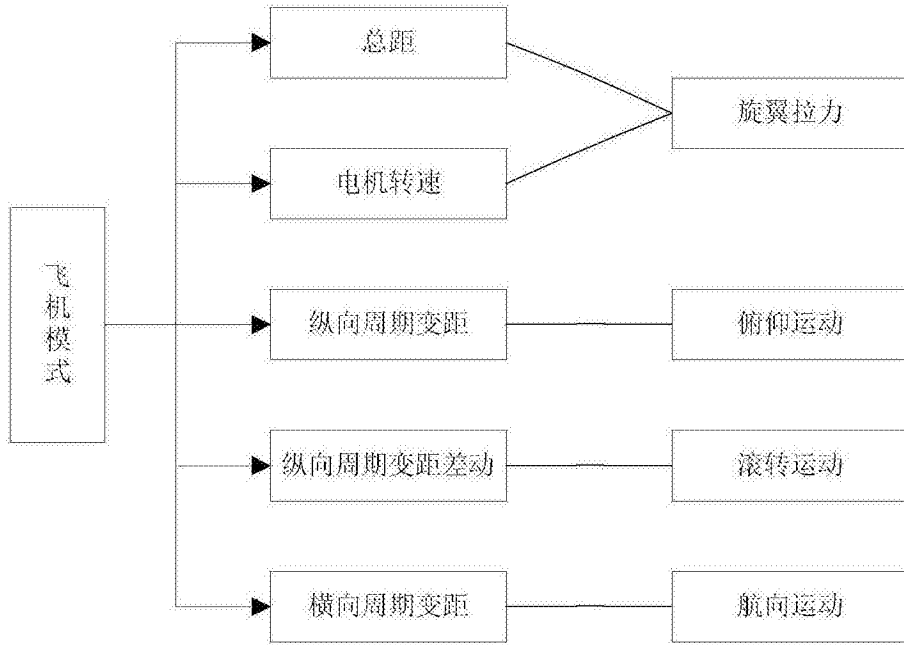 总距
旋翼拉力
电机转速
飞机模式
纵向周期变距
俯仰运动
纵向周期变距差动
滚转运动
横向周期变距
航向运动